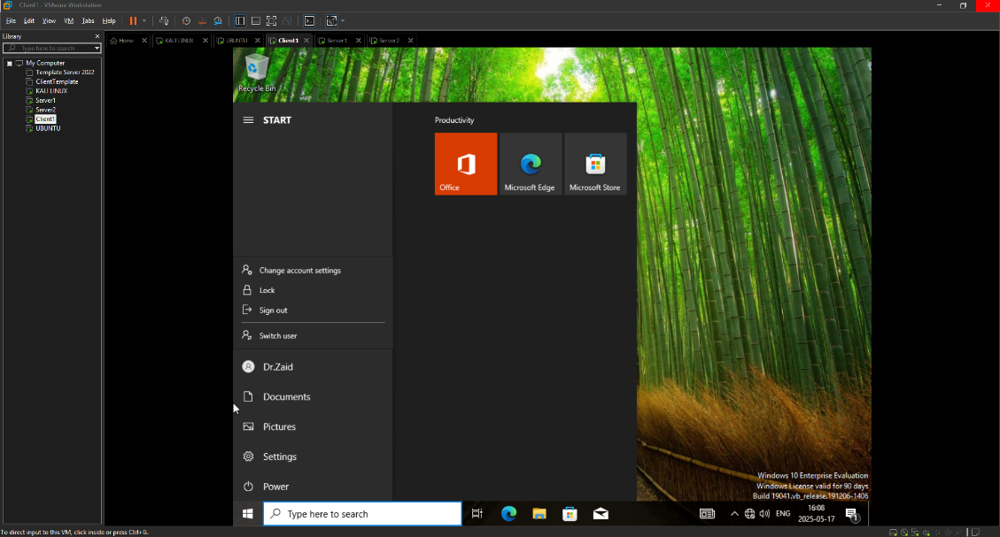 Client1 - VMware Workstation
File Edit View VM Tabs Help
Library
Type here to search
My Computer
Template Server 2022
ClientTemplate
KALI LINUX
Server1
Server2
Client1
UBUNTU
Home KALI LINUX UBUNTU Client1 Server1 Server2
Recycle Bin
START
Productivity
Office
Microsoft Edge
Microsoft Store
Change account settings
Lock
Sign out
Switch user
Dr.Zaid
Documents
Pictures
Settings
Power
Windows 10 Enterprise Evaluation
Windows License valid for 90 days
Build 19041.vb_release.191206-1406
Type here to search
ENG
16:08
2025-05-17
1
To direct input to this VM, click inside or press Ctrl+G.